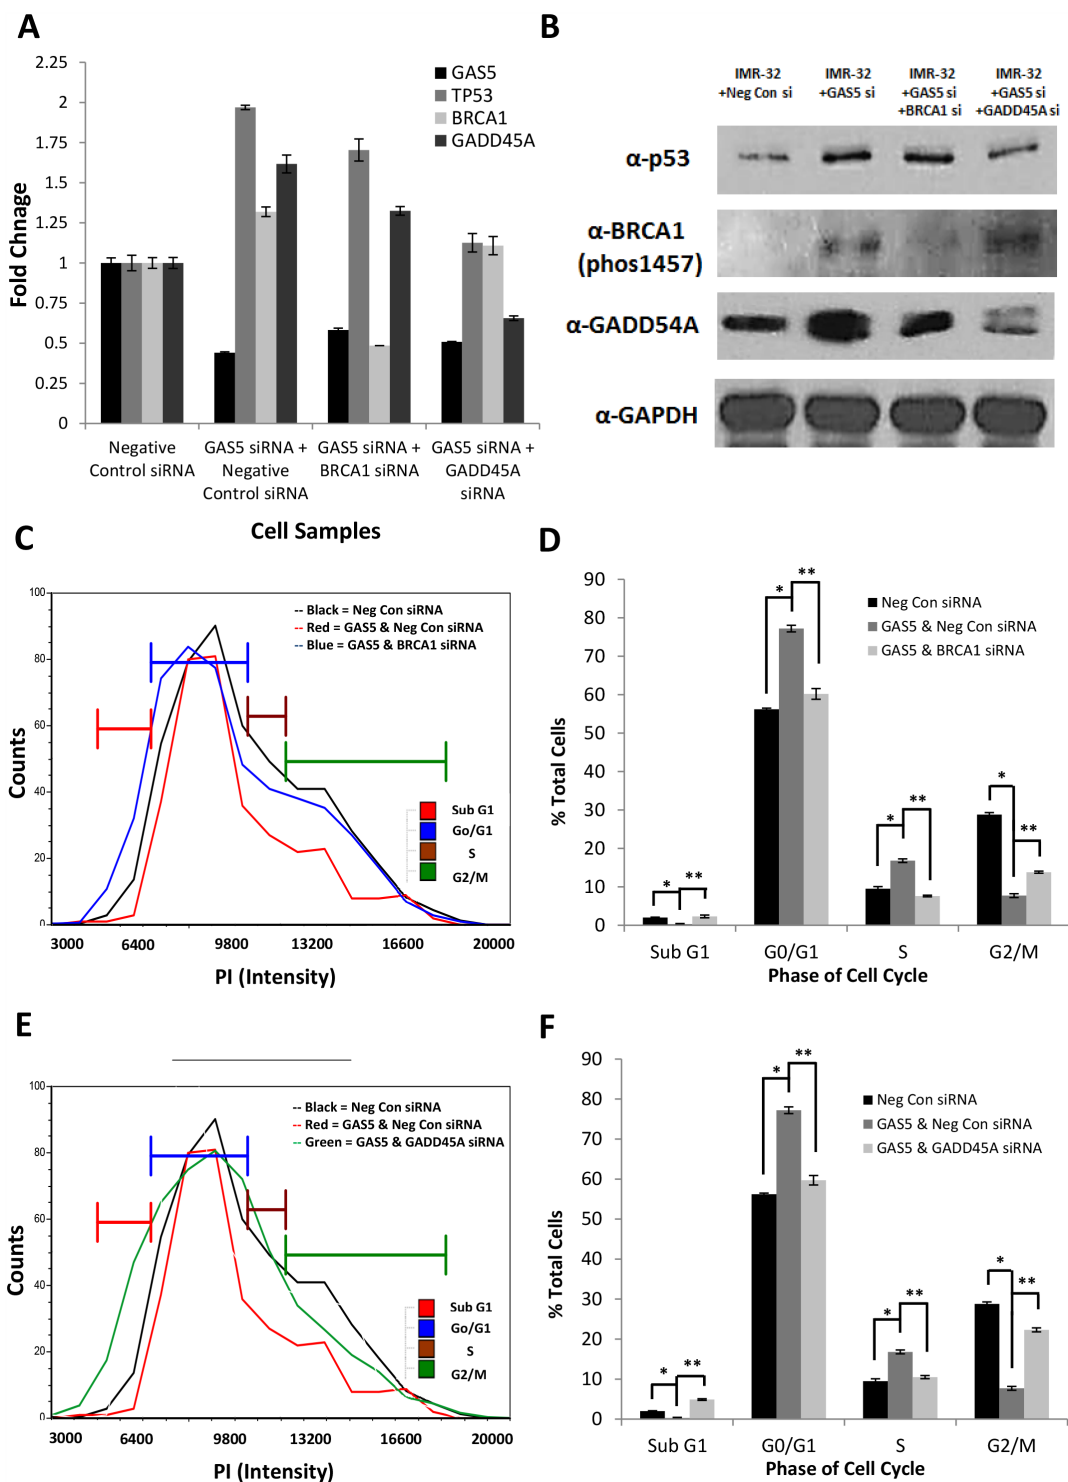 A
2.25
2
1.75
1.5
1.25
1
0.75
0.5
0.25
0
Fold Chnage
GAS5
TP53
BRCA1
GADD45A
Negative Control siRNA
GAS5 siRNA + Negative Control siRNA
GAS5 siRNA + BRCA1 siRNA
GAS5 siRNA + GADD45A siRNA
Cell Samples
B
IMR-32 +Neg Con si
IMR-32 +GAS5 si
IMR-32 +GAS5 si +BRCA1 si
IMR-32 +GAS5 si +GADD45A si
α-p53
α-BRCA1
(phos1457)
α-GADD54A
α-GAPDH
C
100
80
60
40
20
0
Counts
-- Black = Neg Con siRNA
-- Red = GAS5 & Neg Con siRNA
-- Blue = GAS5 & BRCA1 siRNA
Sub G1
Go/G1
S
G2/M
3000 6400 9800 13200 16600 20000
PI (Intensity)
D
90
80
70
60
50
40
30
20
10
0
% Total Cells
Neg Con siRNA
GAS5 & Neg Con siRNA
GAS5 & BRCA1 siRNA
* **
* **
* **
* **
Sub G1 G0/G1 S G2/M
Phase of Cell Cycle
E
100
80
60
40
20
0
Counts
-- Black = Neg Con siRNA
-- Red = GAS5 & Neg Con siRNA
-- Green = GAS5 & GADD45A siRNA
Sub G1
Go/G1
S
G2/M
3000 6400 9800 13200 16600 20000
PI (Intensity)
F
90
80
70
60
50
40
30
20
10
0
% Total Cells
Neg Con siRNA
GAS5 & Neg Con siRNA
GAS5 & GADD45A siRNA
* **
* **
* **
* **
Sub G1 G0/G1 S G2/M
Phase of Cell Cycle